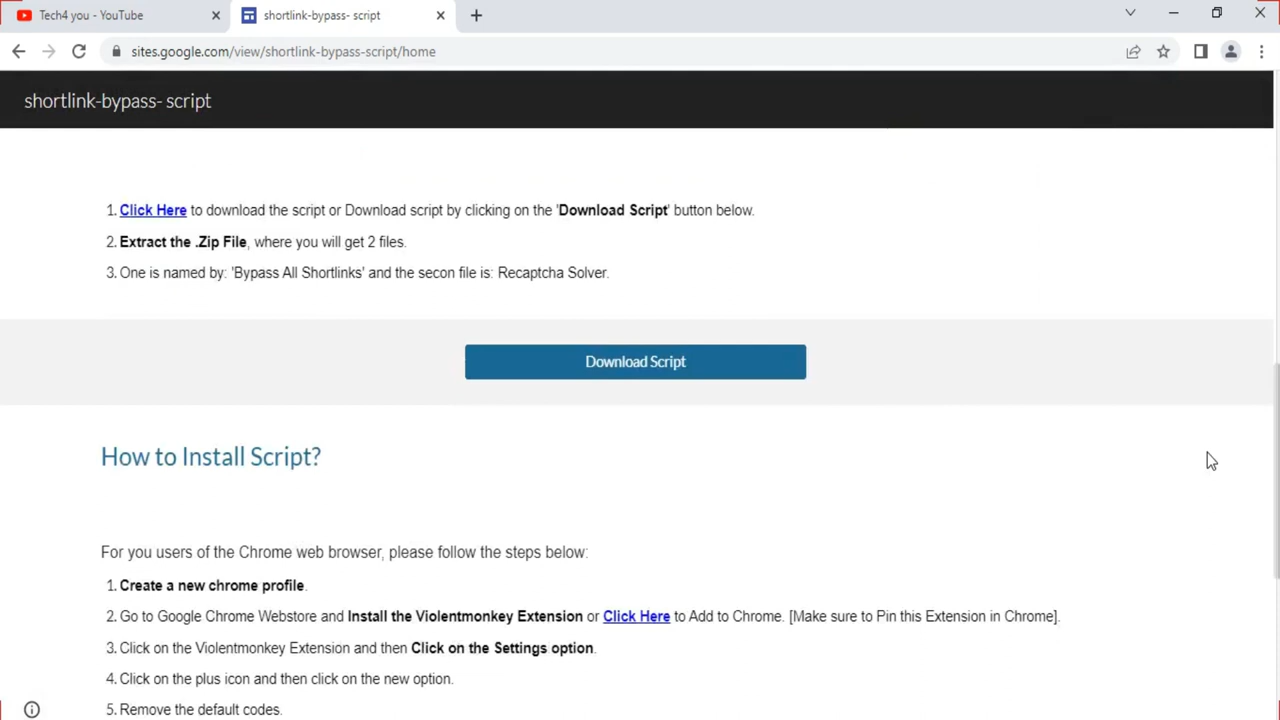 Tech4 you - YouTube
shortlink-bypass- script
sites.google.com/view/shortlink-bypass-script/home
shortlink-bypass- script
1. Click Here to download the script or Download script by clicking on the 'Download Script' button below.
2. Extract the .Zip File, where you will get 2 files.
3. One is named by: 'Bypass All Shortlinks' and the secon file is: Recaptcha Solver.
Download Script
How to Install Script?
For you users of the Chrome web browser, please follow the steps below:
1. Create a new chrome profile.
2. Go to Google Chrome Webstore and Install the Violentmonkey Extension or Click Here to Add to Chrome. [Make sure to Pin this Extension in Chrome].
3. Click on the Violentmonkey Extension and then Click on the Settings option.
4. Click on the plus icon and then click on the new option.
5. Remove the default codes.